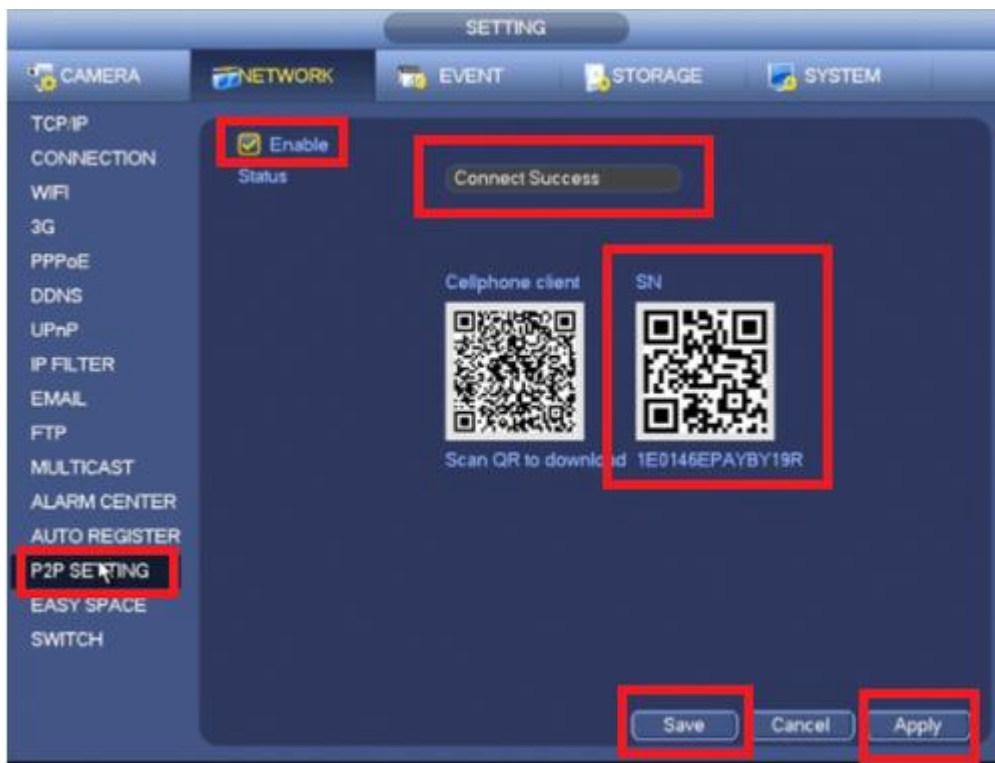 SETTING
CAMERA
NETWORK
EVENT
STORAGE
SYSTEM
TCP/IP
CONNECTION
WIFI
3G
PPPoE
DDNS
UPnP
IP FILTER
EMAIL
FTP
MULTICAST
ALARM CENTER
AUTO REGISTER
P2P SETTING
EASY SPACE
SWITCH
Enable
Status Connect Success
Cellphone client SN
Scan QR to download 1E0146EPAYBY19R
Save Cancel Apply